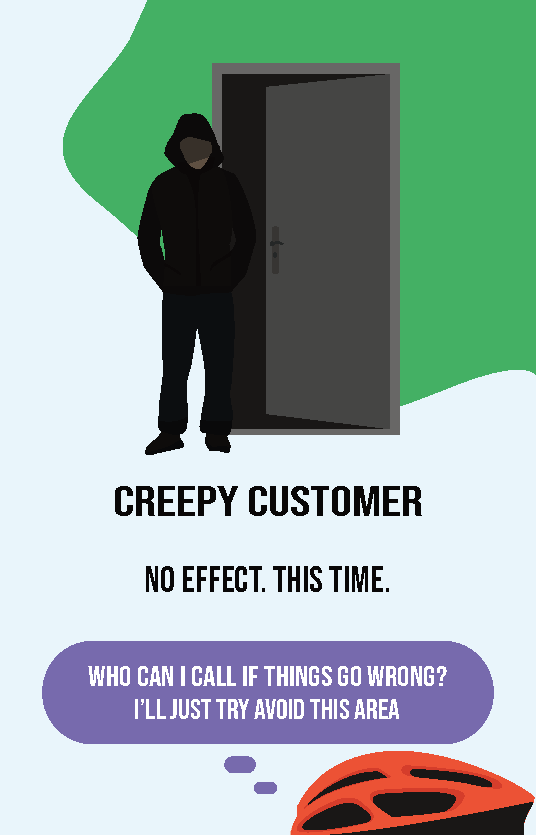 CREEPY CUSTOMER
NO EFFECT. THIS TIME.
WHO CAN I CALL IF THINGS GO WRONG?
I'LL JUST TRY AVOID THIS AREA